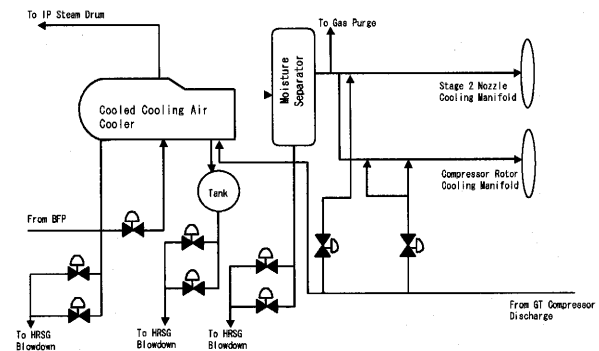 To IP Steam Drum
To Gas Purge
Moisture
Separator
Stage 2 Nozzle
Cooling Manifold
Cooled Cooling Air
Cooler
Compressor Rotor
Cooling Manifold
Tank
From BFP
From GT Compressor
Discharge
To HRSG
Blowdown
To HRSG
Blowdown
To HRSG
Blowdown